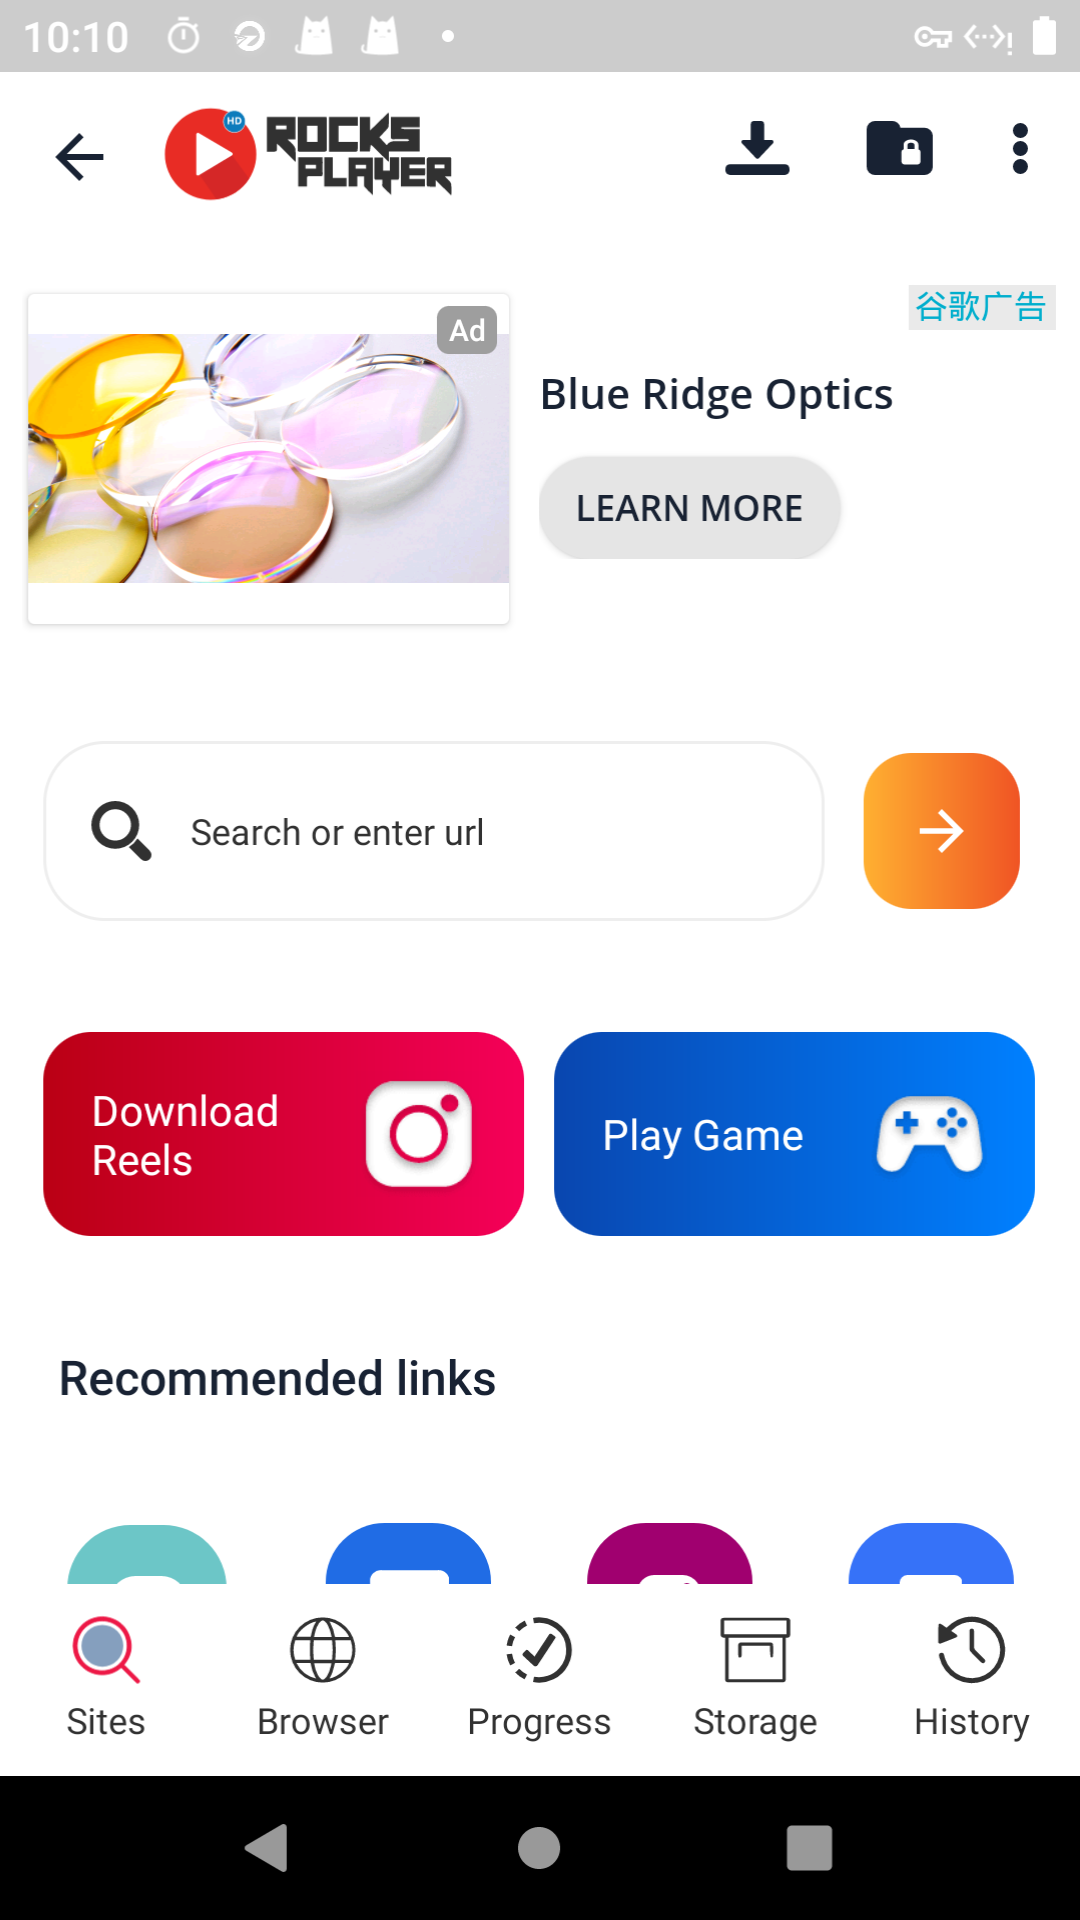 10:10
HD
ROCKS
PLAYER
谷歌广告
Ad
Blue Ridge Optics
LEARN MORE
Search or enter url
Download
Reels
Play Game
Recommended links
Sites
Browser
Progress
Storage
History